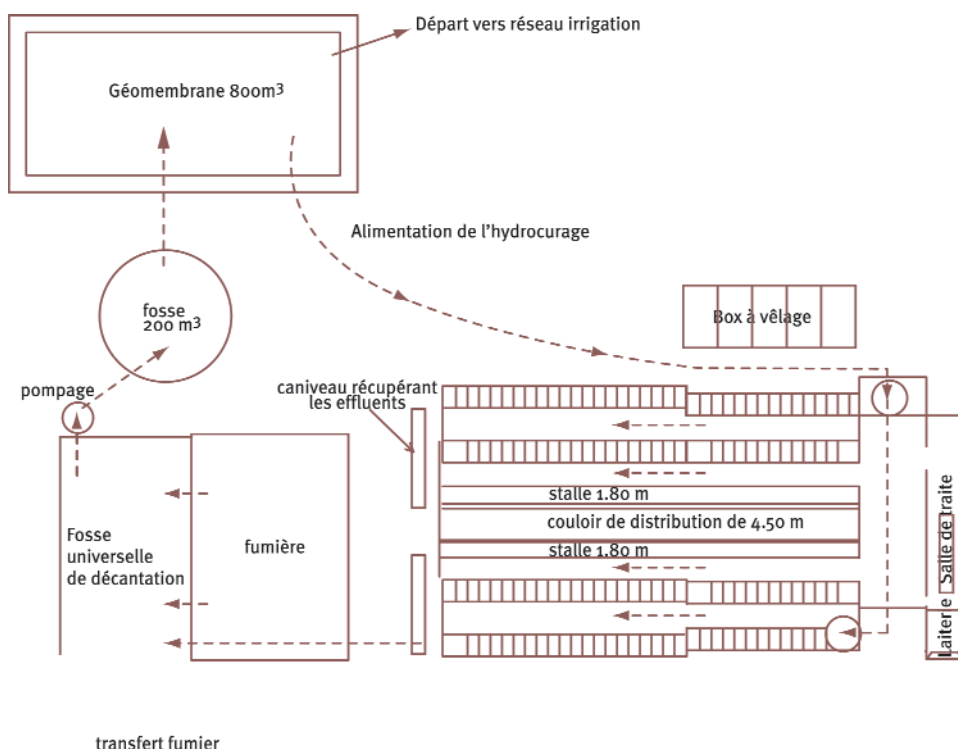 Départ vers réseau irrigation
Géomembrane 800m³
Alimentation de l'hydrocurage
fosse
200 m³
Box à vêlage
pompage
caniveau récupérant
les effluents
stalle 1.80 m
couloir de distribution de 4.50 m
stalle 1.80 m
Fosse
universelle
de décantation
fumière
Laiterie
Salle de traite
transfert fumier